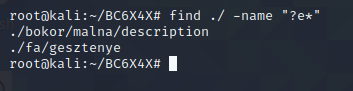 root@kali:~/BC6X4X# find ./ -name "?e*"
./bokor/malna/description
./fa/gesztenye
root@kali:~/BC6X4X#